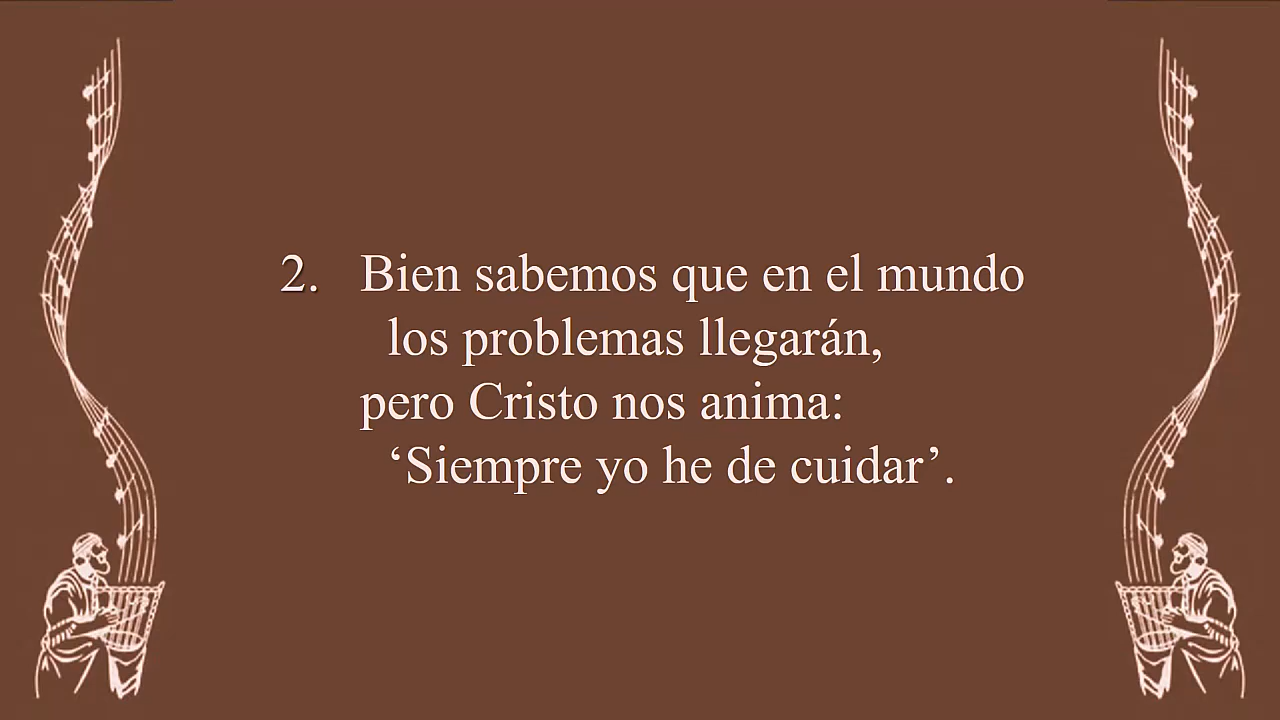 2. Bien sabemos que en el mundo
los problemas llegarán,
pero Cristo nos anima:
‘Siempre yo he de cuidar’.